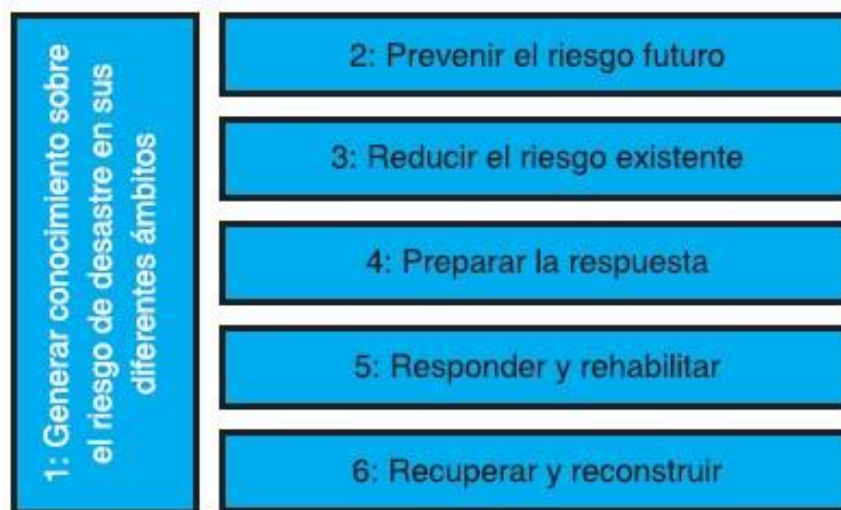 1: Generar conocimiento sobre
el riesgo de desastre en sus
diferentes ámbitos
2: Prevenir el riesgo futuro
3: Reducir el riesgo existente
4: Preparar la respuesta
5: Responder y rehabilitar
6: Recuperar y reconstruir